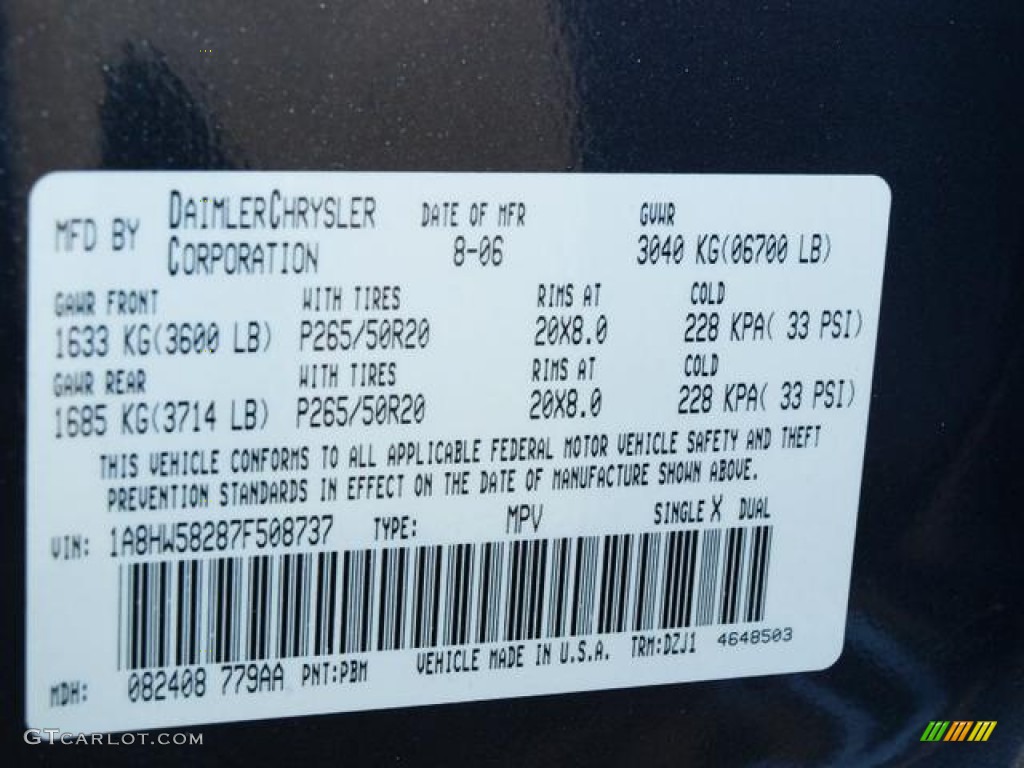 MFD BY DAIMLERCHRYSLER CORPORATION
DATE OF MFR 8-06
GVWR 3040 KG(06700 LB)
GAWR FRONT WITH TIRES RIMS AT COLD
1633 KG(3600 LB) P265/50R20 20X8.0 228 KPA( 33 PSI)
GAWR REAR WITH TIRES RIMS AT COLD
1685 KG(3714 LB) P265/50R20 20X8.0 228 KPA( 33 PSI)
THIS VEHICLE CONFORMS TO ALL APPLICABLE FEDERAL MOTOR VEHICLE SAFETY AND THEFT
PREVENTION STANDARDS IN EFFECT ON THE DATE OF MANUFACTURE SHOWN ABOVE.
VIN: 1A8HW58287F508737 TYPE: MPV SINGLE X DUAL
MDH: 082408 779AA PNT:PBM VEHICLE MADE IN U.S.A. TRM:DZJ1 4648503
GTCARLOT.COM